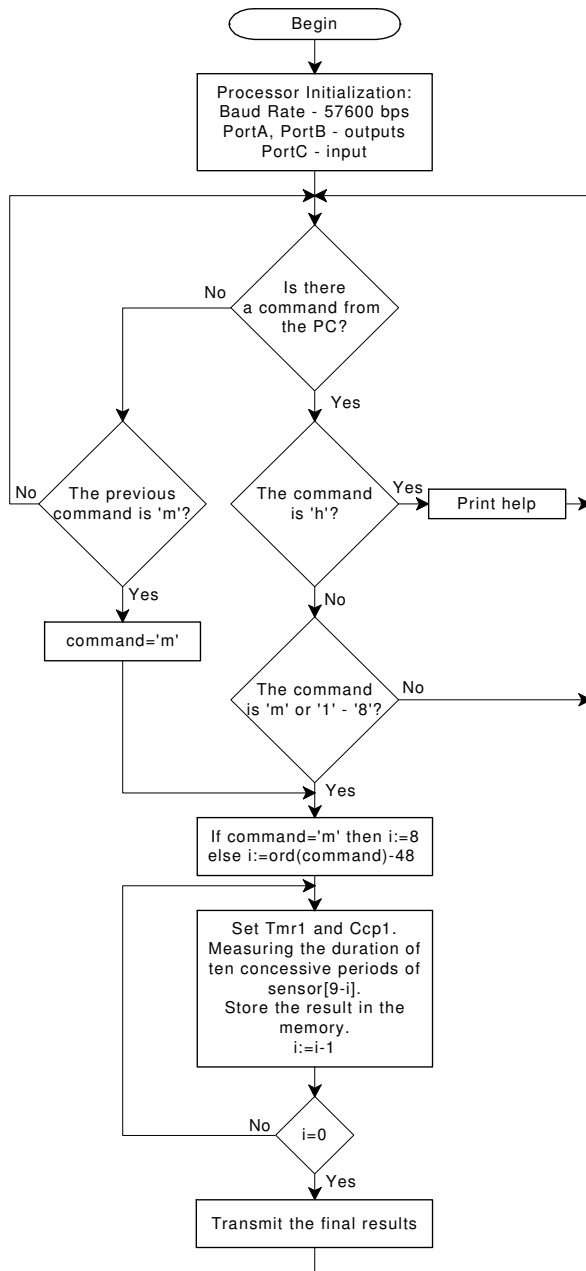 Begin
Processor Initialization:
Baud Rate - 57600 bps
PortA, PortB - outputs
PortC - input
No
Is there
a command from
the PC?
Yes
No
The previous
command is 'm'?
The command
is 'h'?
Yes
Print help
Yes
No
command='m'
The command
is 'm' or '1' - '8'?
No
Yes
If command='m' then i:=8
else i:=ord(command)-48
Set Tmr1 and Ccp1.
Measuring the duration of
ten concessive periods of
sensor[9-i].
Store the result in the
memory.
i:=i-1
No
i=0
Yes
Transmit the final results